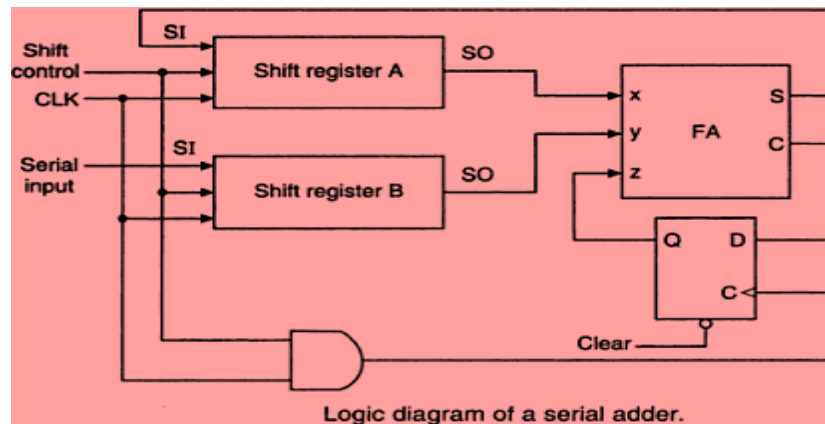 SI
Shift
control
CLK
Shift register A
SO
x
y
z
FA
S
C
Serial
input
SI
Shift register B
SO
Q
D
C
Clear
Logic diagram of a serial adder.